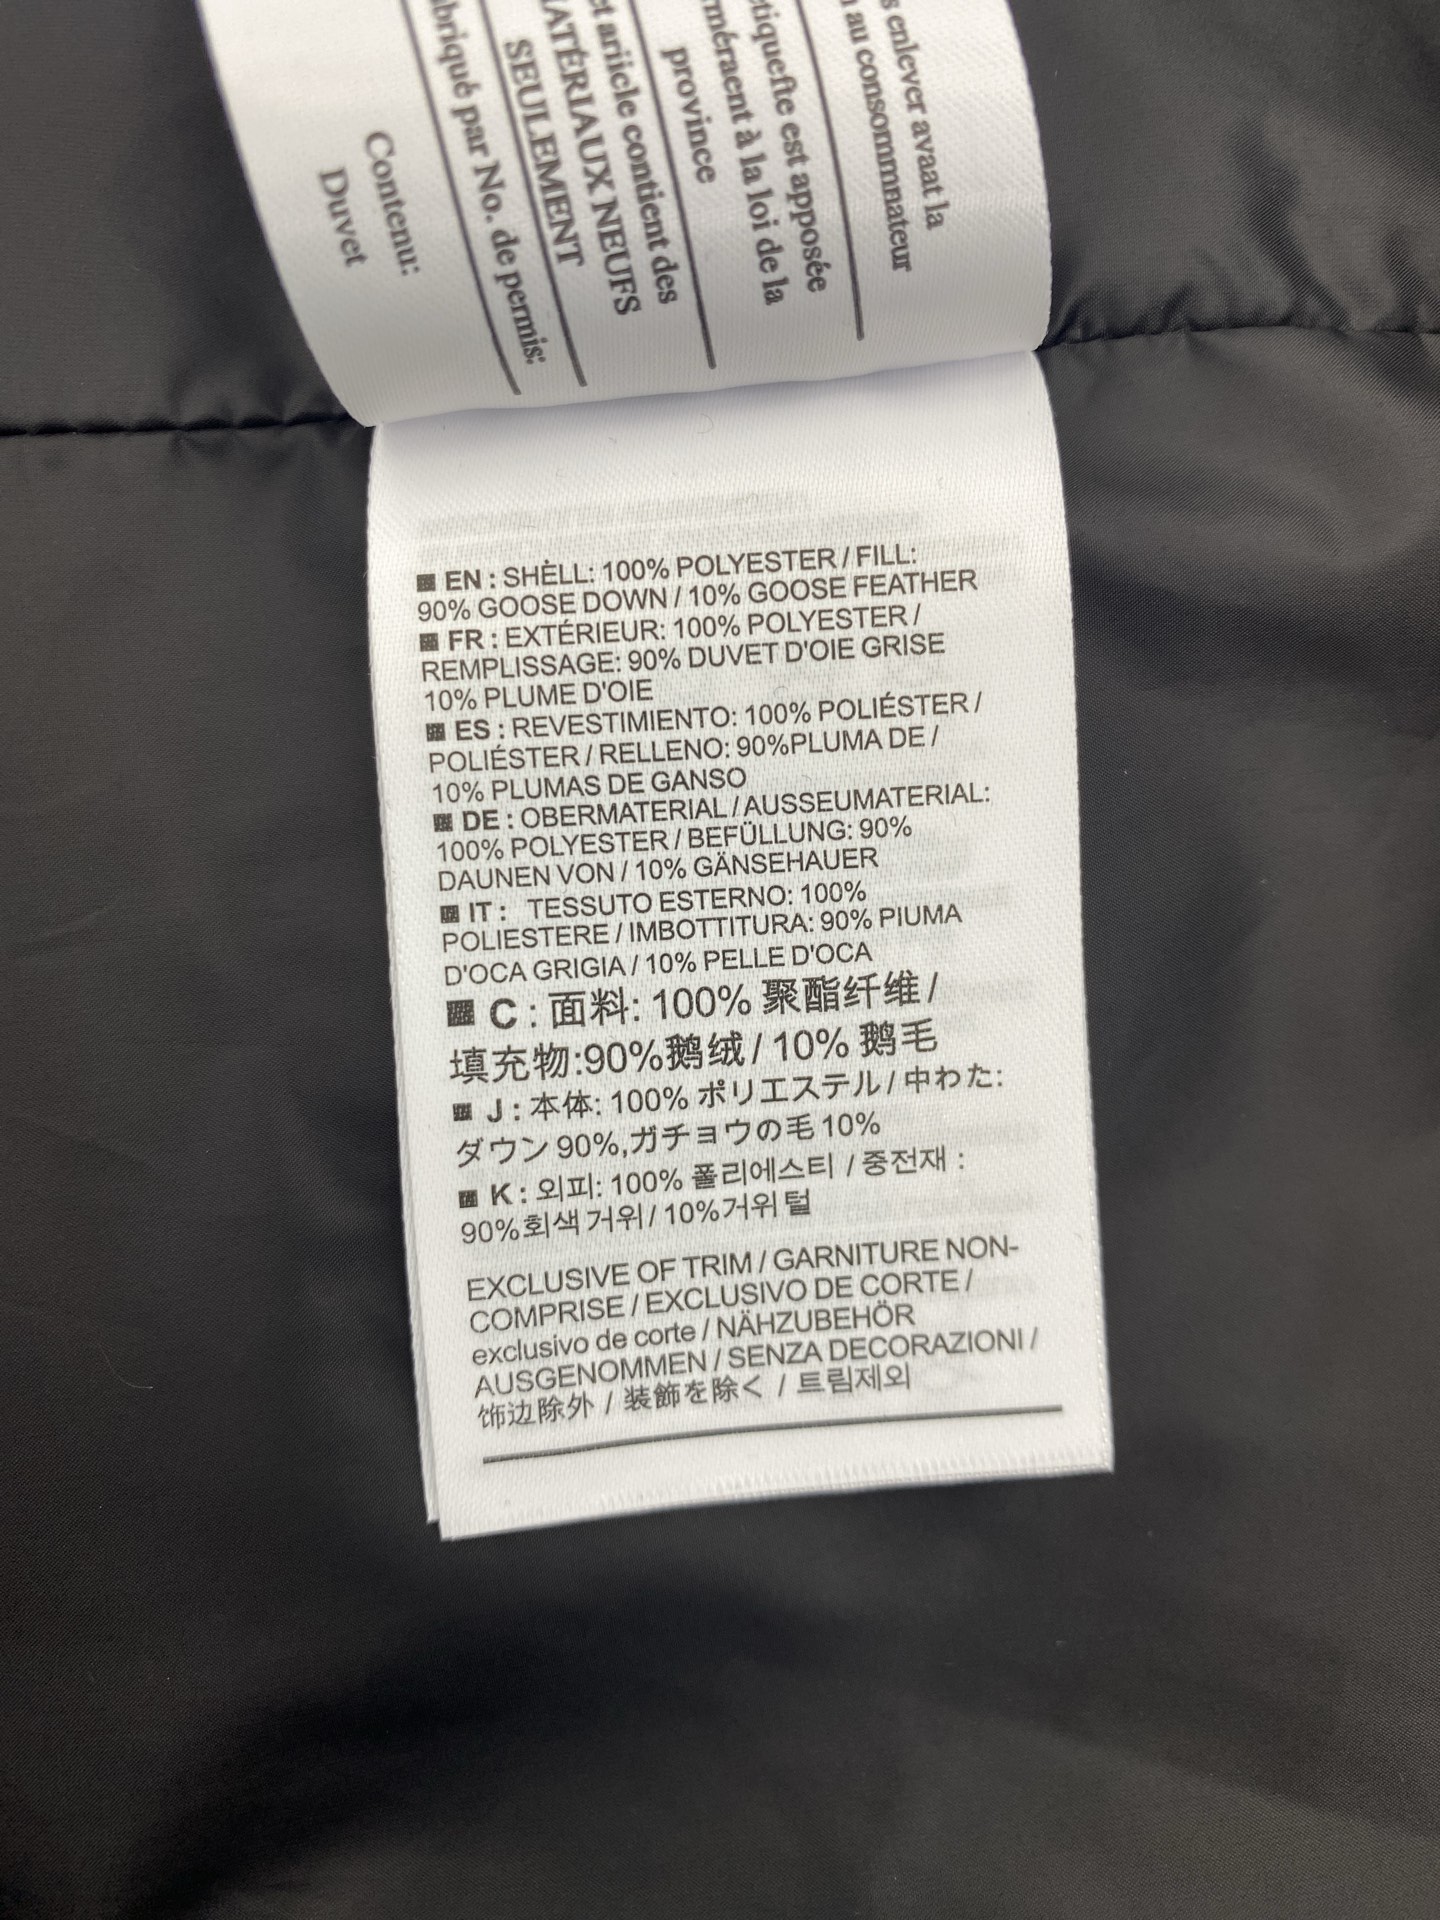 s enlever avaat la
au consommnateur
etiquefte est apposée
rméraent à la loi de la
province
et ariicle contient des
MATÉRIAUX NEUFS
SEULEMENT
abriqué par No. de permis:
Contenu:
Duvet
EN : SHÈLL: 100% POLYESTER / FILL:
90% GOOSE DOWN / 10% GOOSE FEATHER
FR : EXTÉRIEUR: 100% POLYESTER /
REMPLISSAGE: 90% DUVET D'OIE GRISE
10% PLUME D'OIE
ES : REVESTIMIENTO: 100% POLIÉSTER /
POLIÉSTER / RELLENO: 90%PLUMA DE /
10% PLUMAS DE GANSO
DE : OBERMATERIAL / AUSSEUMATERIAL:
100% POLYESTER / BEFÜLLUNG: 90%
DAUNEN VON / 10% GÄNSEHAUER
IT : TESSUTO ESTERNO: 100%
POLIESTERE / IMBOTTITURA: 90% PIUMA
D'OCA GRIGIA / 10% PELLE D'OCA
C : 面料: 100% 聚酯纤维 /
填充物:90%鹅绒 / 10% 鹅毛
J : 本体: 100% ポリエステル / 中わた:
ダウン 90%,ガチョウの毛 10%
K : 외피: 100% 폴리에스티 / 중전재 :
90%회색 거위 / 10%거위 털
EXCLUSIVE OF TRIM / GARNITURE NON-
COMPRISE / EXCLUSIVO DE CORTE /
exclusivo de corte / NÄHZUBEHÖR
AUSGENOMMEN / SENZA DECORAZIONI /
饰边除外 / 装飾を除く / 트림제외